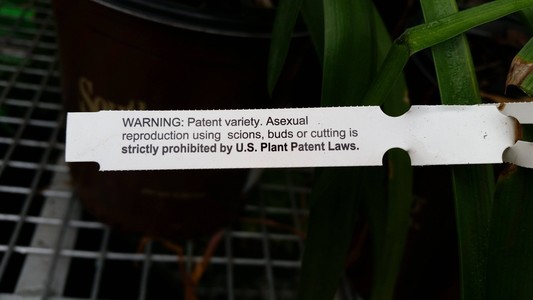 WARNING: Patent variety. Asexual
reproduction using scions, buds or cutting is
strictly prohibited by U.S. Plant Patent Laws.